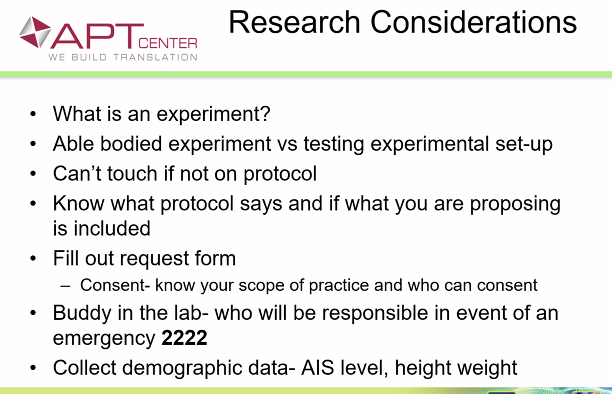 Research Considerations
APT CENTER
WE BUILD TRANSLATION
• What is an experiment?
• Able bodied experiment vs testing experimental set-up
• Can’t touch if not on protocol
• Know what protocol says and if what you are proposing
is included
• Fill out request form
– Consent- know your scope of practice and who can consent
• Buddy in the lab- who will be responsible in event of an
emergency 2222
• Collect demographic data- AIS level, height weight